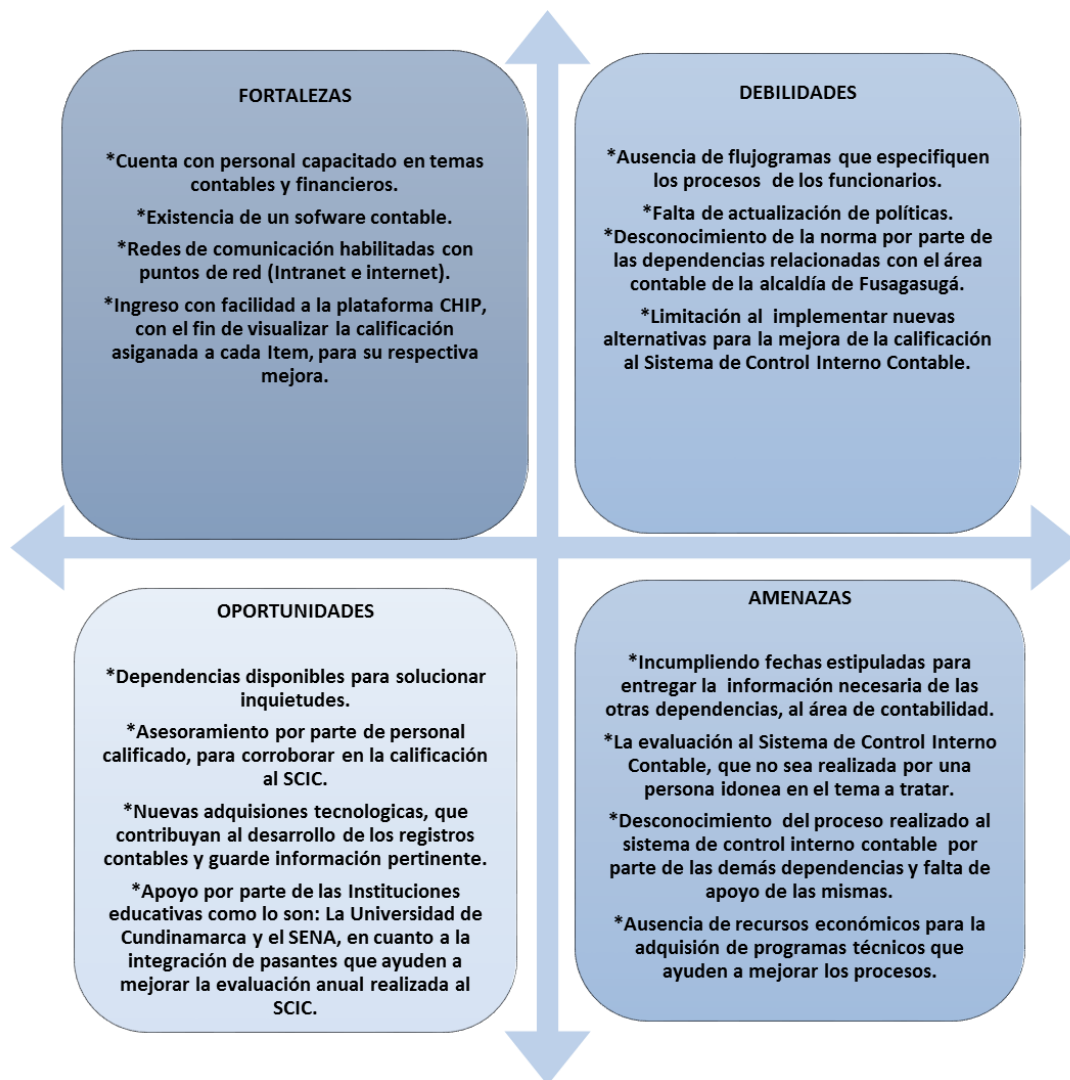 FORTALEZAS
*Cuenta con personal capacitado en temas
contables y financieros.
*Existencia de un sofware contable.
*Redes de comunicación habilitadas con
puntos de red (Intranet e internet).
*Ingreso con facilidad a la plataforma CHIP,
con el fin de visualizar la calificación
asiganada a cada Item, para su respectiva
mejora.
DEBILIDADES
*Ausencia de flujogramas que especifiquen
los procesos de los funcionarios.
*Falta de actualización de políticas.
*Desconocimiento de la norma por parte de
las dependencias relacionadas con el área
contable de la alcaldía de Fusagasugá.
*Limitación al implementar nuevas
alternativas para la mejora de la calificación
al Sistema de Control Interno Contable.
OPORTUNIDADES
*Dependencias disponibles para solucionar
inquietudes.
*Asesoramiento por parte de personal
calificado, para corroborar en la calificación
al SCIC.
*Nuevas adquisiones tecnologicas, que
contribuyan al desarrollo de los registros
contables y guarde información pertinente.
*Apoyo por parte de las Instituciones
educativas como lo son: La Universidad de
Cundinamarca y el SENA, en cuanto a la
integración de pasantes que ayuden a
mejorar la evaluación anual realizada al
SCIC.
AMENAZAS
*Incumpliendo fechas estipuladas para
entregar la información necesaria de las
otras dependencias, al área de contabilidad.
*La evaluación al Sistema de Control Interno
Contable, que no sea realizada por una
persona idonea en el tema a tratar.
*Desconocimiento del proceso realizado al
sistema de control interno contable por
parte de las demás dependencias y falta de
apoyo de las mismas.
*Ausencia de recursos económicos para la
adquisión de programas técnicos que
ayuden a mejorar los procesos.